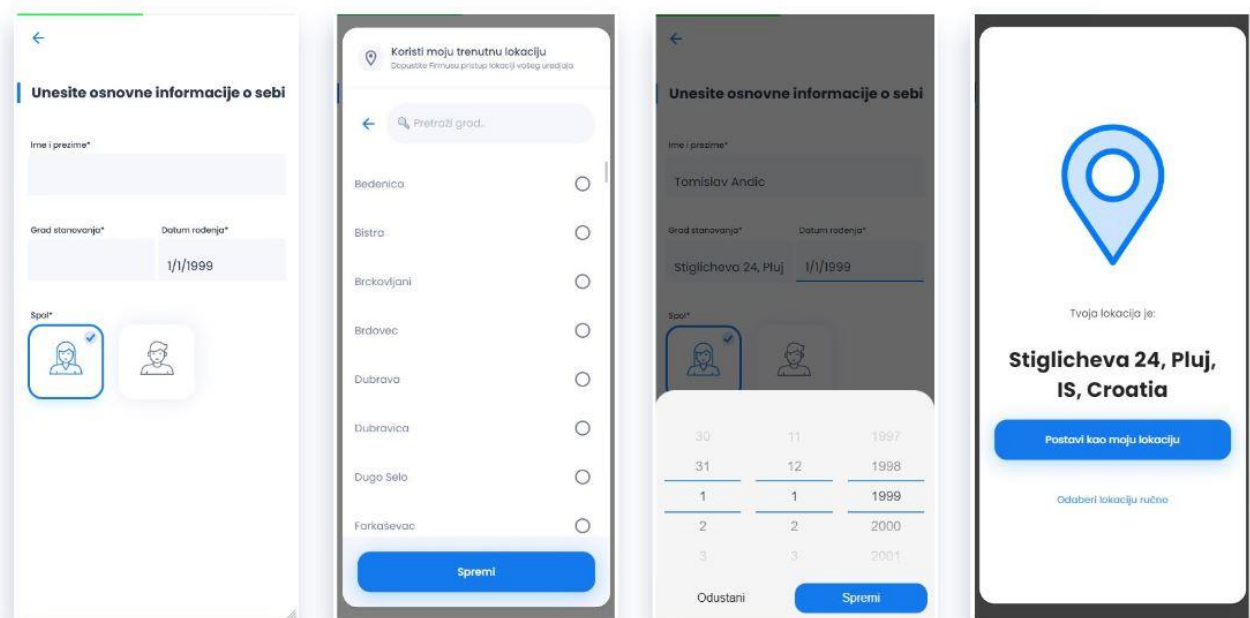 Unesite osnovne informacije o sebi
Ime i prezime*
Grad stanovanja*
Datum rođenja*
1/1/1999
Spol*
Koristi moju trenutnu lokaciju
Dopustite Firmusu pristup lokaciji vašeg uredjaja
Pretraži grad..
Bedenica
Bistra
Brckovljani
Brdovec
Dubrava
Dubravica
Dugo Selo
Farkaševac
Spremi
Unesite osnovne informacije o sebi
Ime i prezime*
Tomislav Andic
Grad stanovanja*
Datum rođenja*
Stiglicheva 24, Pluj
1/1/1999
Spol*
30 11 1997
31 12 1998
1 1 1999
2 2 2000
3 3 2001
Odustani
Spremi
Tvoja lokacija je:
Stiglicheva 24, Pluj,
IS, Croatia
Postavi kao moju lokaciju
Odaberi lokaciju ručno